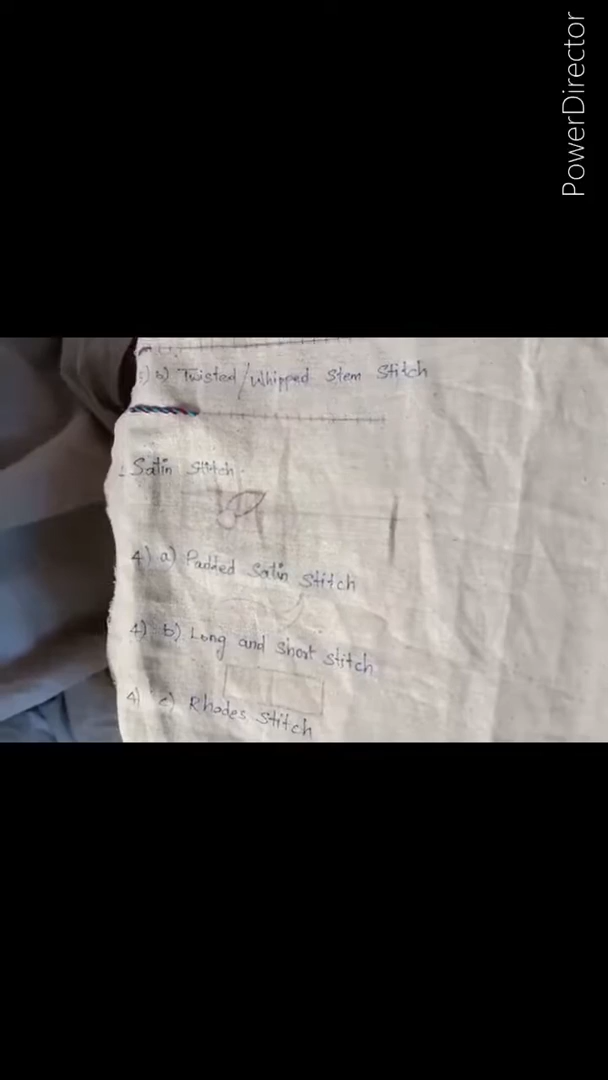 PowerDirector
b) Twisted/Whipped Stem Stitch
Satin Stitch
4) a) Padded Satin Stitch
4) b) Long and Short Stitch
4) c) Rhodes Stitch